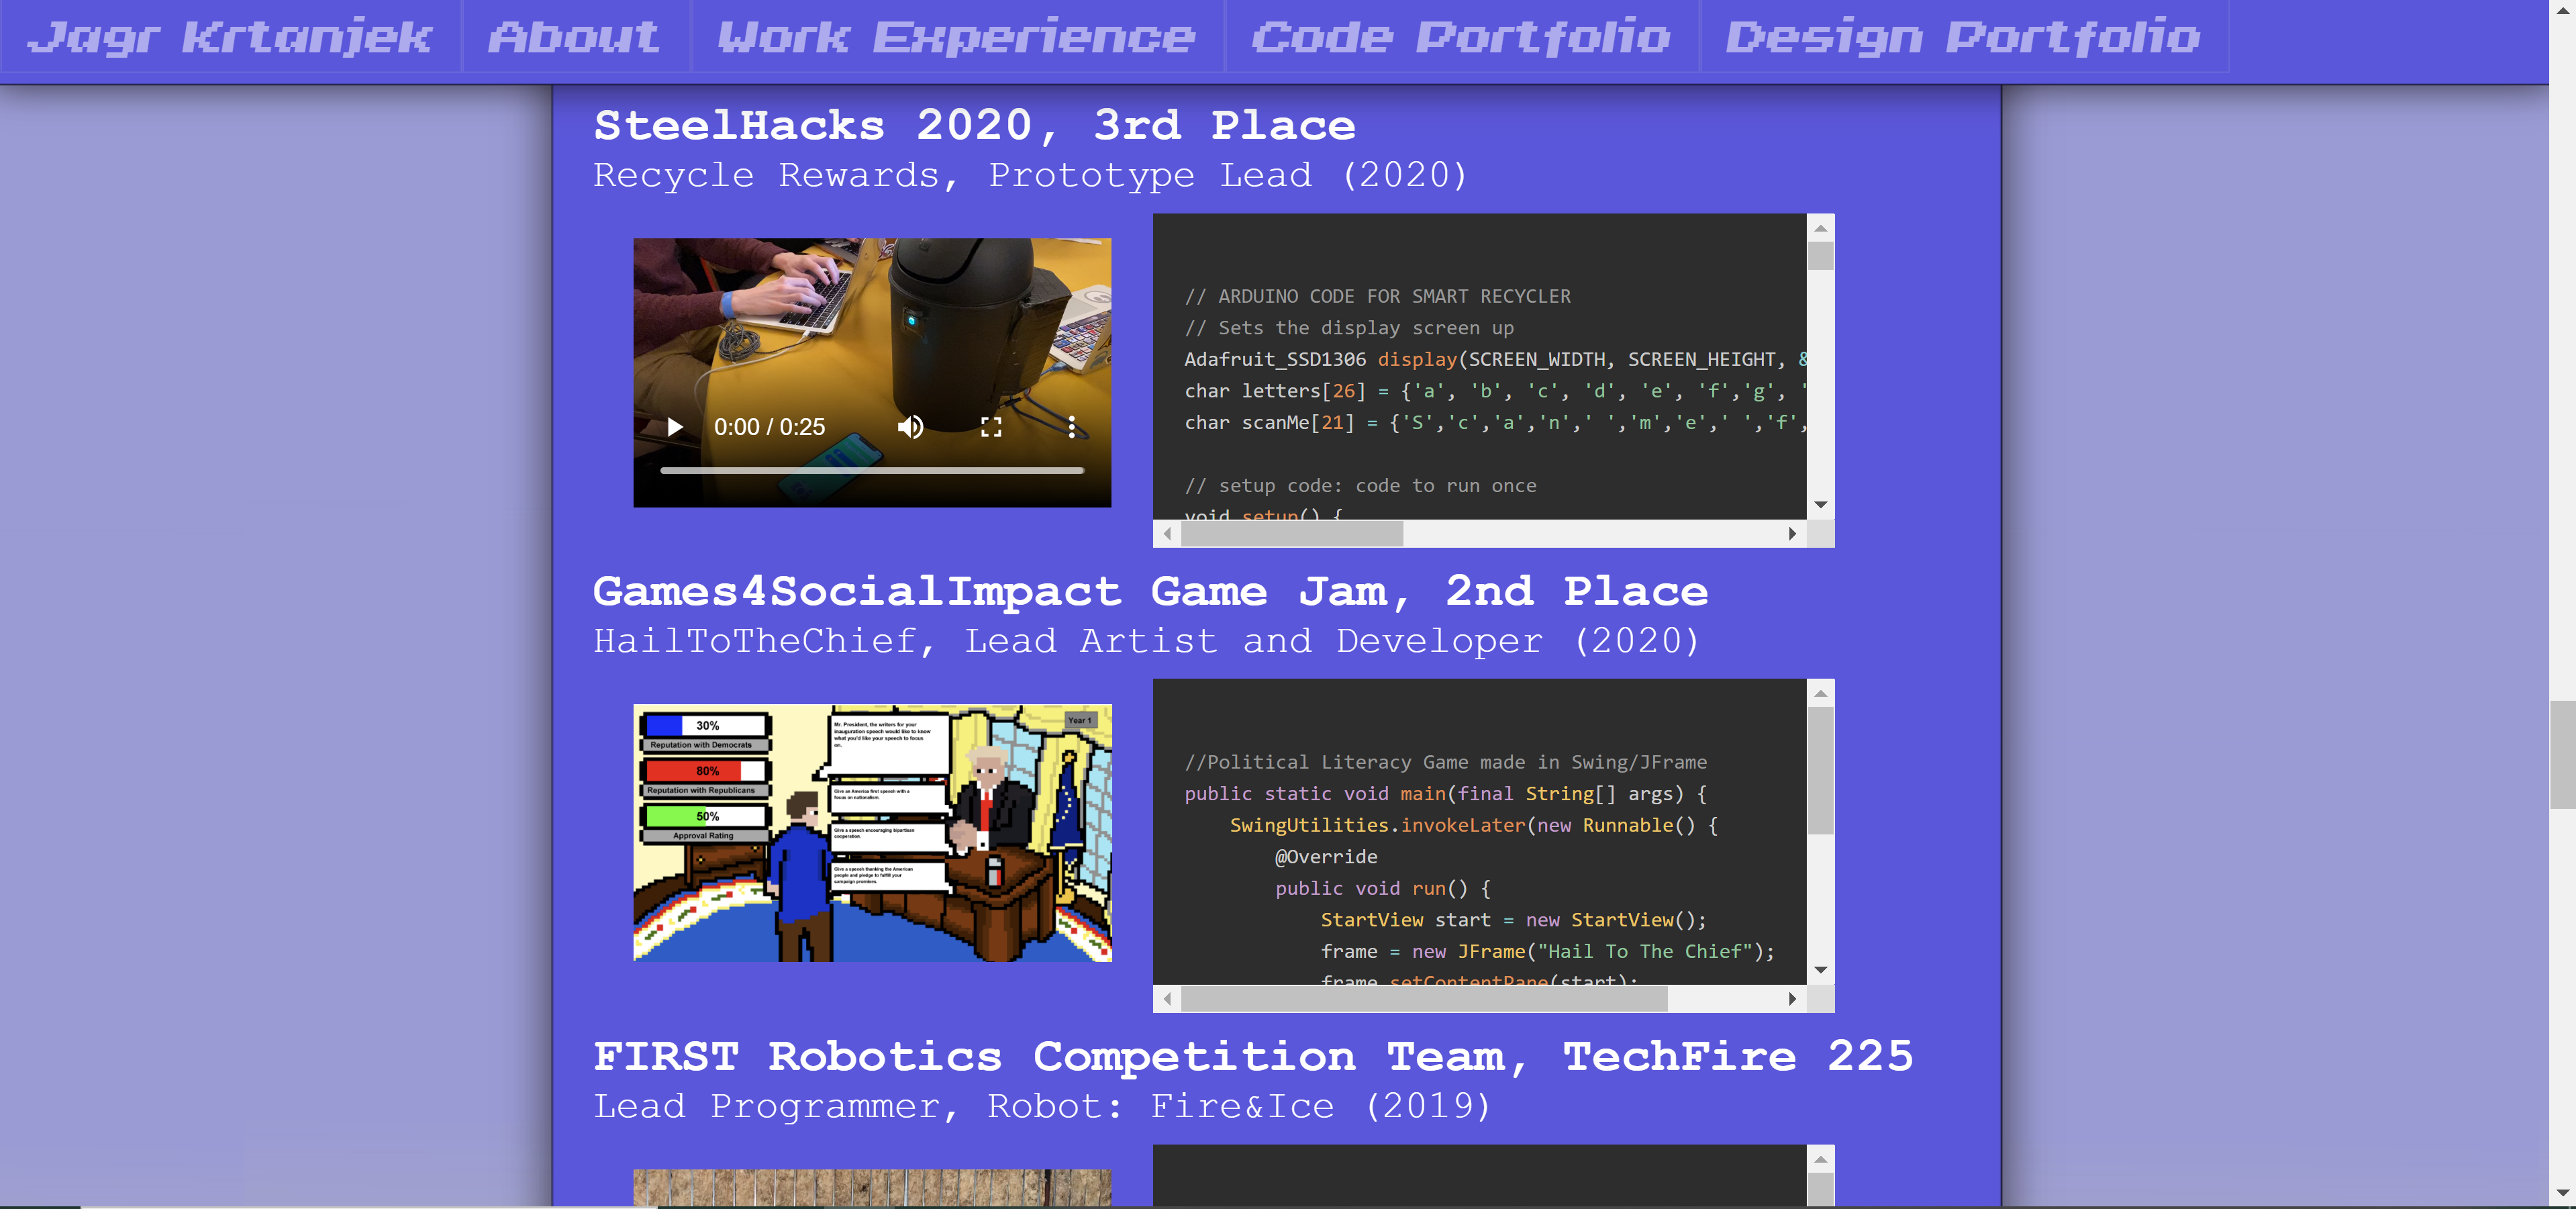 Jagr Krtanjek About Work Experience Code Portfolio Design Portfolio
SteelHacks 2020, 3rd Place
Recycle Rewards, Prototype Lead (2020)
0:00 / 0:25
// ARDUINO CODE FOR SMART RECYCLER
// Sets the display screen up
Adafruit_SSD1306 display(SCREEN_WIDTH, SCREEN_HEIGHT, &
char letters[26] = {'a', 'b', 'c', 'd', 'e', 'f','g', '
char scanMe[21] = {'S','c','a','n',' ','m','e',' ','f',
// setup code: code to run once
void setup() {
Games4SocialImpact Game Jam, 2nd Place
HailToTheChief, Lead Artist and Developer (2020)
30%
Reputation with Democrats
80%
Reputation with Republicans
50%
Approval Rating
Mr. President, the writers for your
inauguration speech would like to know
what you'd like your speech to focus
on.
Give an America first speech with a
focus on nationalism.
Give a speech encouraging bipartisan
cooperation.
Give a speech thanking the American
people and pledge to fulfill your
campaign promises.
Year 1
//Political Literacy Game made in Swing/JFrame
public static void main(final String[] args) {
SwingUtilities.invokeLater(new Runnable() {
@Override
public void run() {
StartView start = new StartView();
frame = new JFrame("Hail To The Chief");
frame.setContentPane(start);
FIRST Robotics Competition Team, TechFire 225
Lead Programmer, Robot: Fire&Ice (2019)